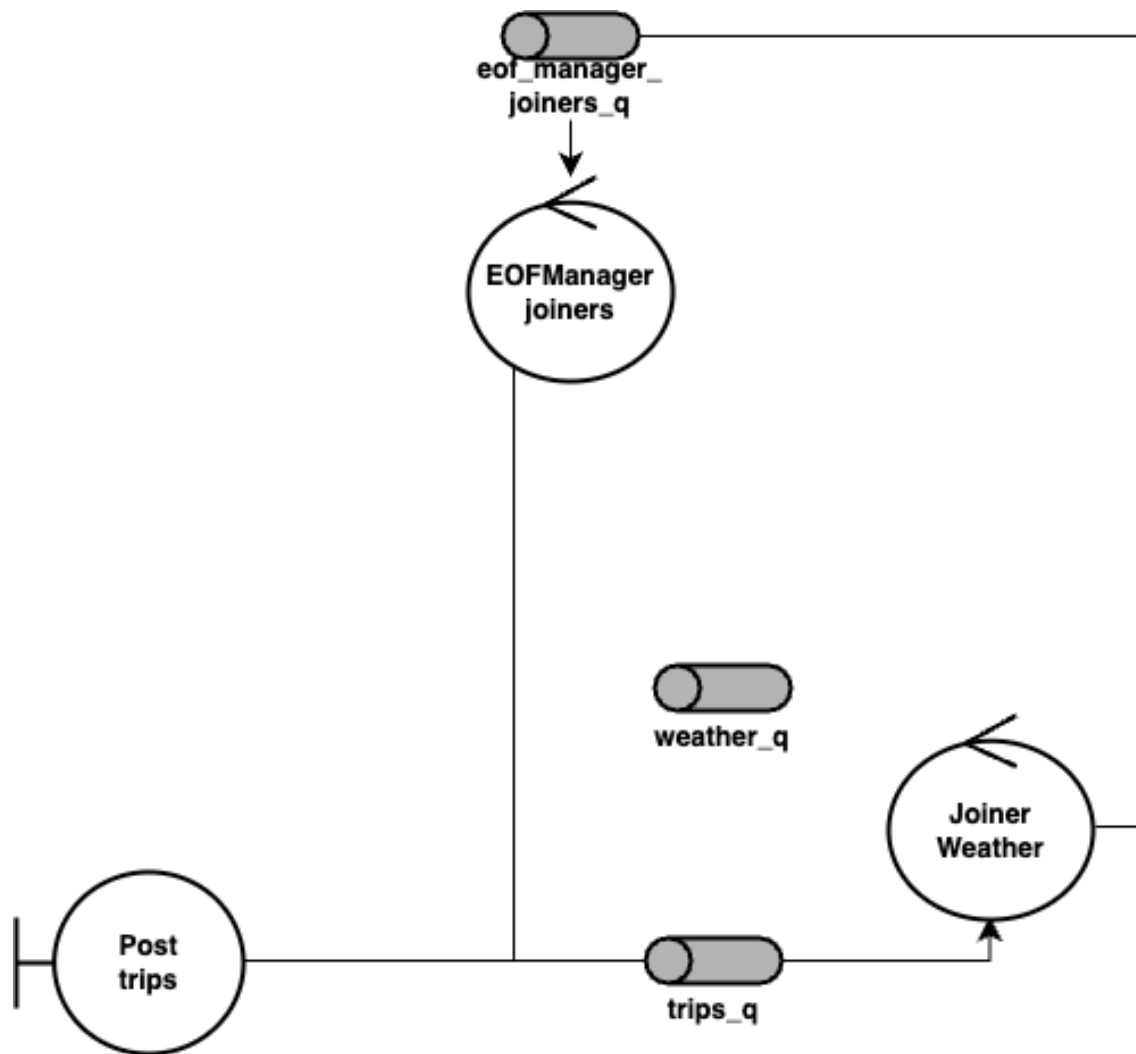 eof_manager_
joiners_q
EOFManager
joiners
weather_q
Joiner
Weather
Post
trips
trips_q